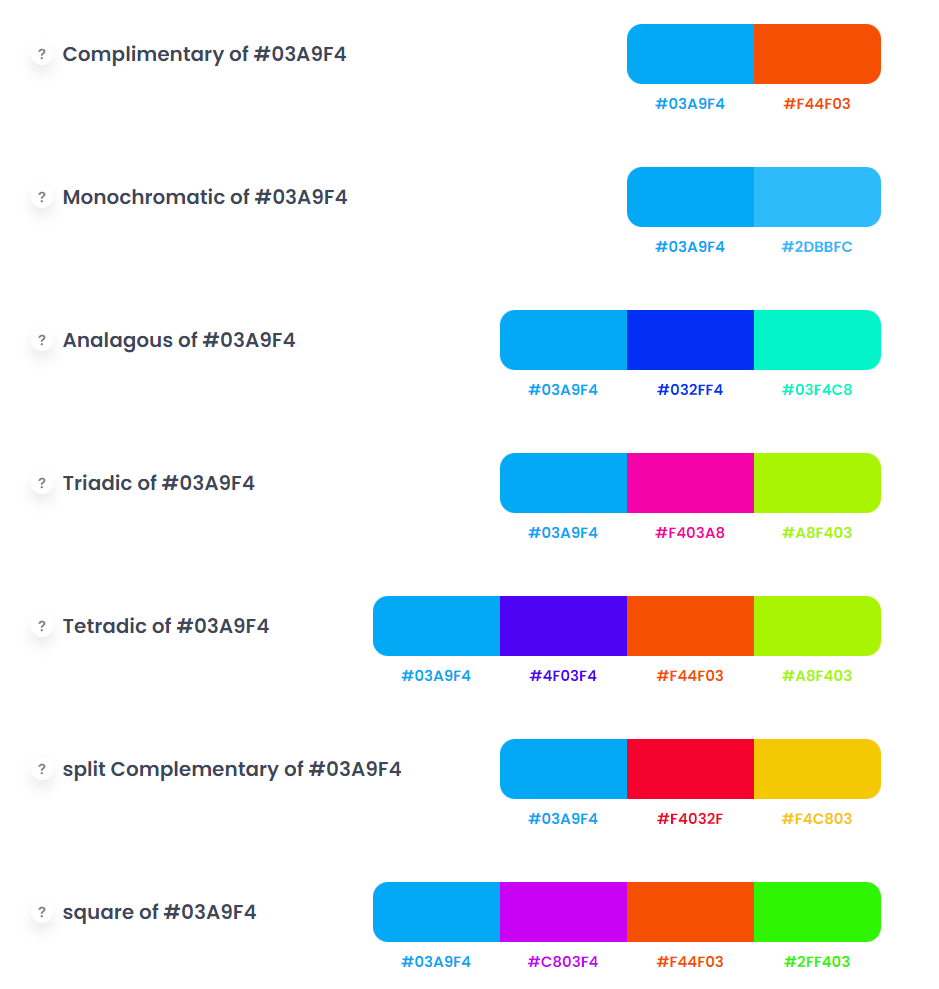 ? Complimentary of #03A9F4
#03A9F4 #F44F03
? Monochromatic of #03A9F4
#03A9F4 #2DBBFC
? Analagous of #03A9F4
#03A9F4 #032FF4 #03F4C8
? Triadic of #03A9F4
#03A9F4 #F403A8 #A8F403
? Tetradic of #03A9F4
#03A9F4 #4F03F4 #F44F03 #A8F403
? split Complementary of #03A9F4
#03A9F4 #F4032F #F4C803
? square of #03A9F4
#03A9F4 #C803F4 #F44F03 #2FF403